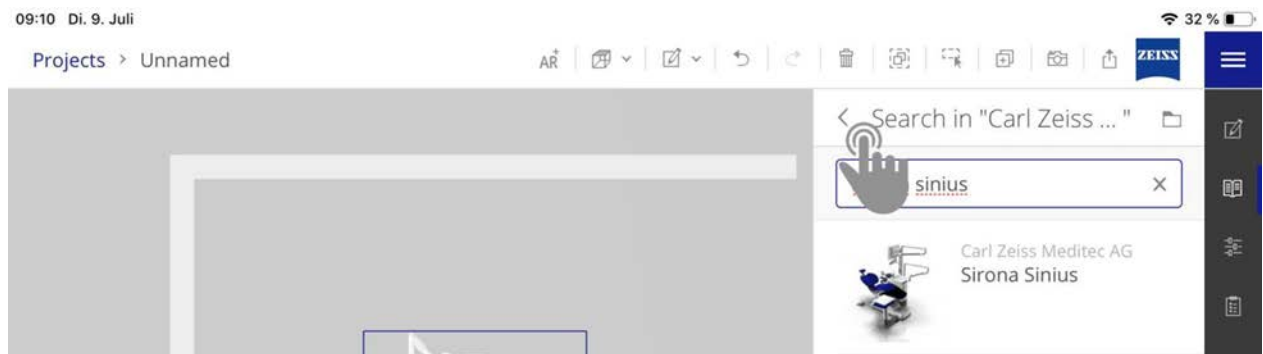 09:10 Di. 9. Juli
32 %
Projects > Unnamed
AR
ZEISS
Search in "Carl Zeiss ... "
sinius
Carl Zeiss Meditec AG
Sirona Sinius